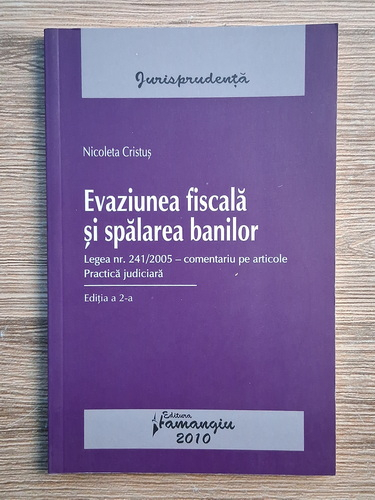 Jurisprudență
Nicoleta Cristuș
Evaziunea fiscală
și spălarea banilor
Legea nr. 241/2005 – comentariu pe articole
Practică judiciară
Ediția a 2-a
Editura
Hamangiu
2010